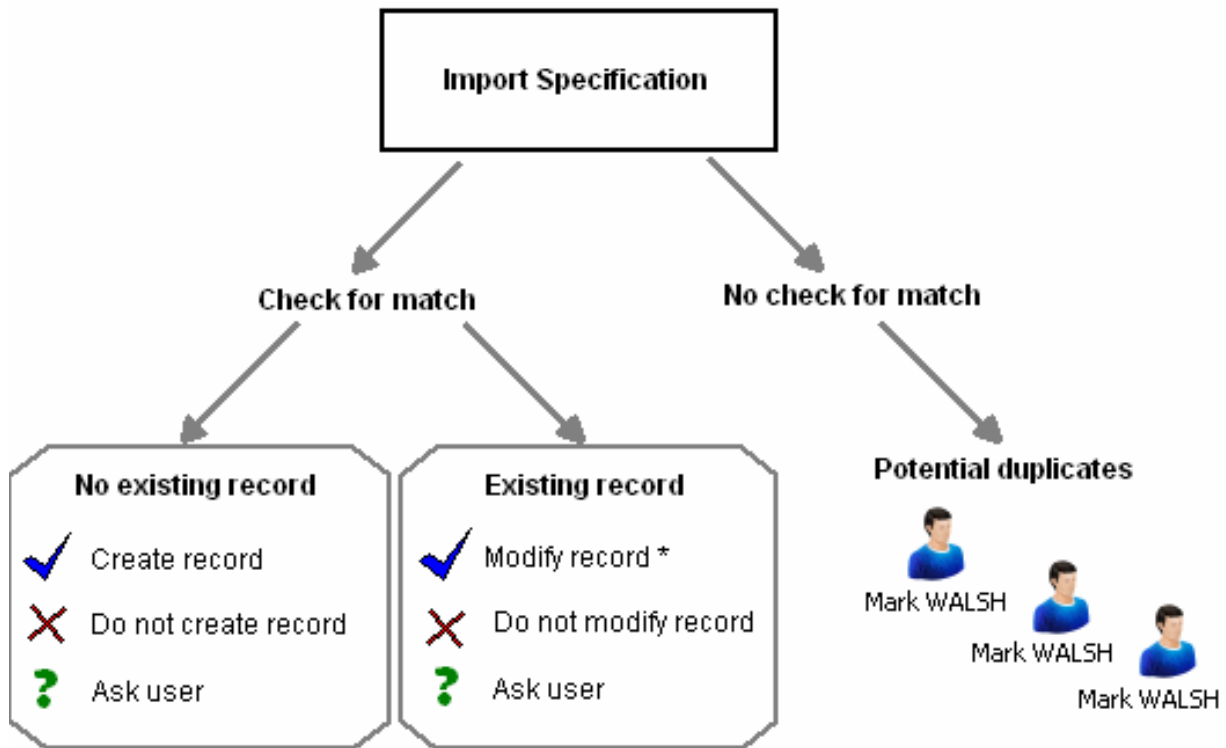 Import Specification
Check for match
No check for match
No existing record
Create record
Do not create record
Ask user
Existing record
Modify record *
Do not modify record
Ask user
Potential duplicates
Mark WALSH
Mark WALSH
Mark WALSH